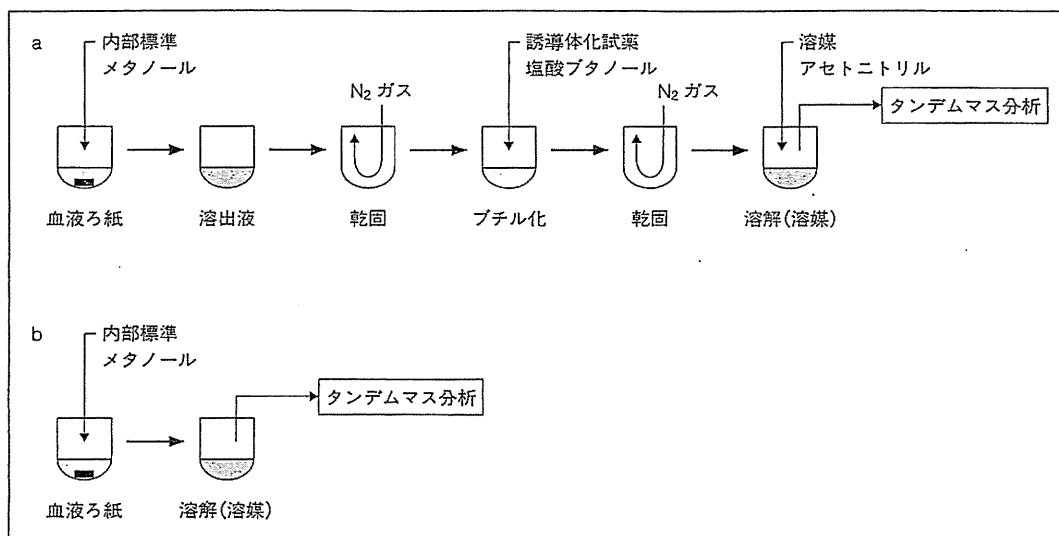 a
内部標準
メタノール
誘導体化試薬
塩酸ブタノール
溶媒
アセトニトリル
N₂ ガス
N₂ ガス
タンデムマス分析
血液ろ紙
溶出液
乾固
ブチル化
乾固
溶解(溶媒)
b
内部標準
メタノール
タンデムマス分析
血液ろ紙
溶解(溶媒)